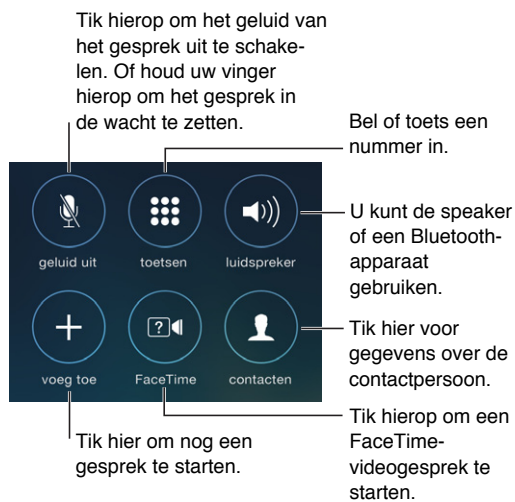 Tik hierop om het geluid van
het gesprek uit te schake-
len. Of houd uw vinger
hierop om het gesprek in
de wacht te zetten.
Bel of toets een
nummer in.
geluid uit
toetsen
luidspreker
U kunt de speaker
of een Bluetooth-
apparaat
gebruiken.
?
voeg toe
FaceTime
contacten
Tik hier voor
gegevens over de
contactpersoon.
Tik hier om nog een
gesprek te starten.
Tik hierop om een
FaceTime-
videogesprek te
starten.